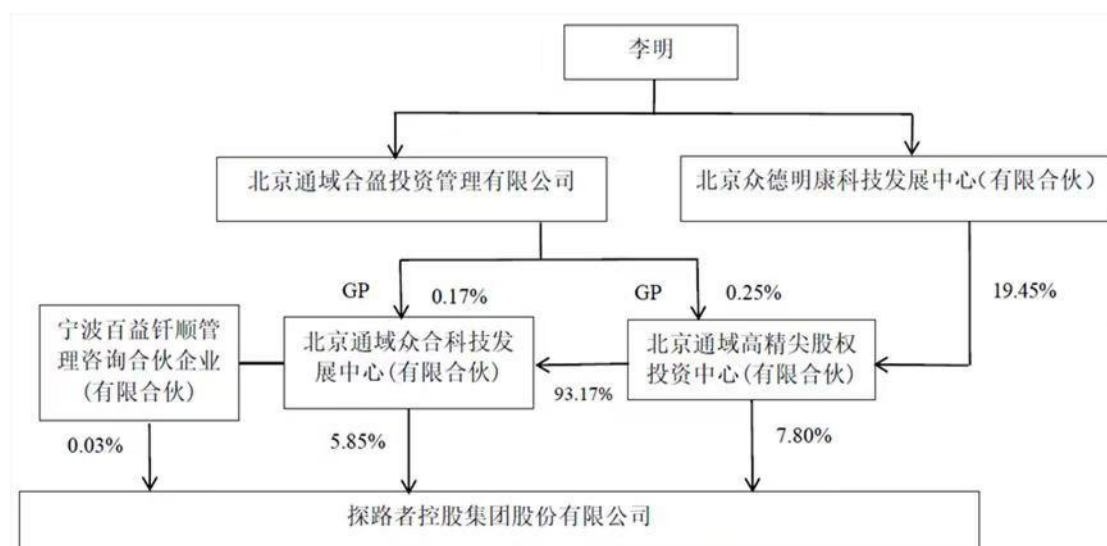 李明
北京通域合盈投资管理有限公司
北京众德明康科技发展中心(有限合伙)
GP
0.17%
GP
0.25%
19.45%
宁波百益钎顺管
理咨询合伙企业
(有限合伙)
北京通域众合科技发
展中心(有限合伙)
北京通域高精尖股权
投资中心(有限合伙)
93.17%
0.03%
5.85%
7.80%
探路者控股集团股份有限公司